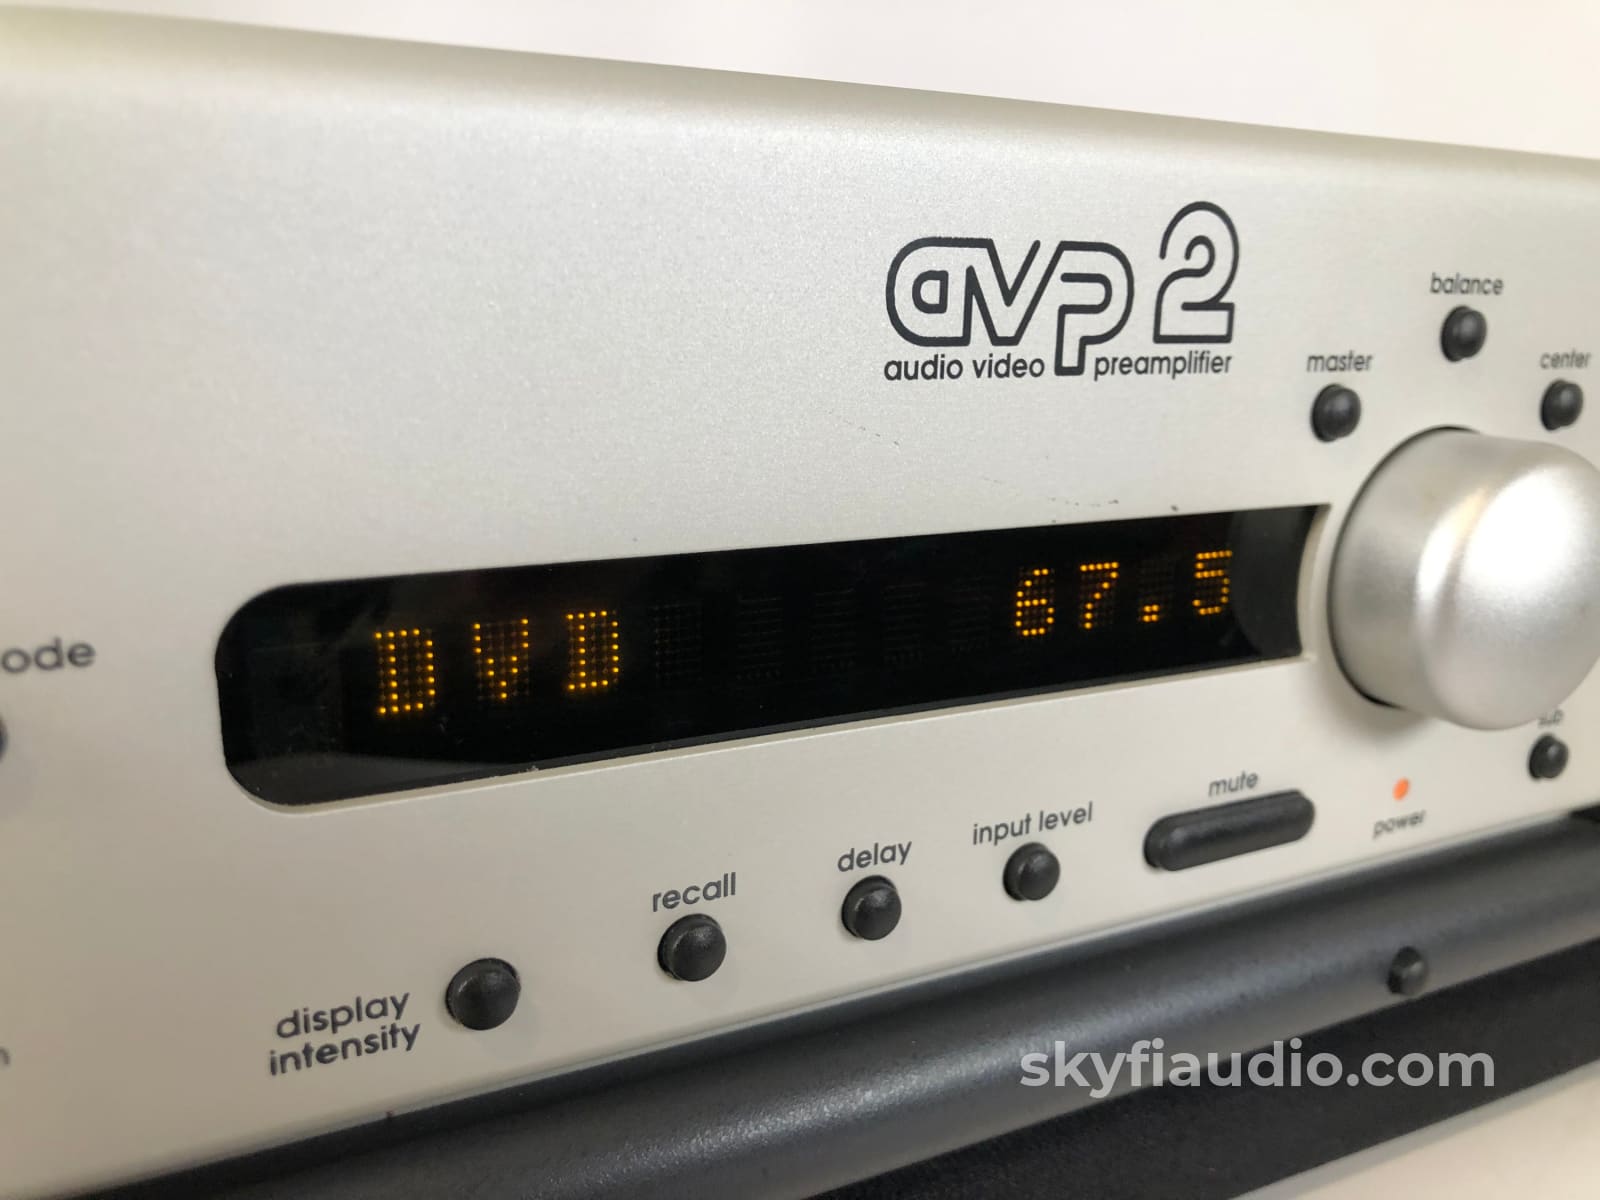 avp 2
audio video preamplifier
balance
master
center
DVD 67.5
ode
sub
mute
power
input level
delay
recall
display
intensity
skyfiaudio.com